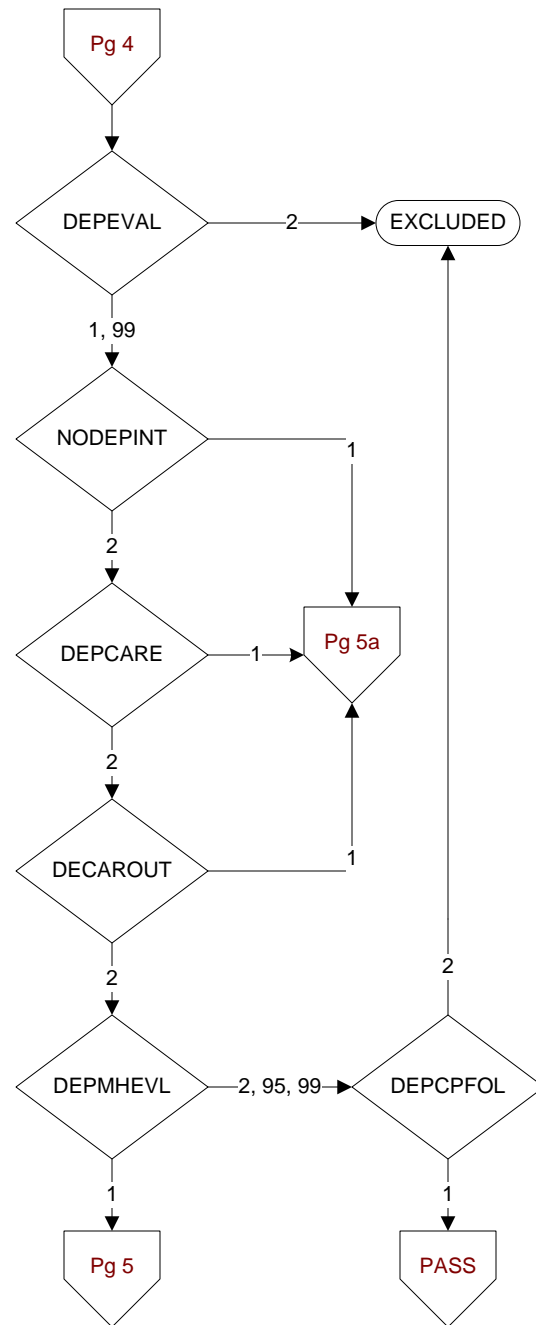 Pg 4
DEPEVAL
2
EXCLUDED
1, 99
NODEPINT
1
2
DEPCARE
1
Pg 5a
2
DECAROUT
1
2
2
DEPMHEVL
2, 95, 99
DEPCPFOL
1
1
Pg 5
PASS